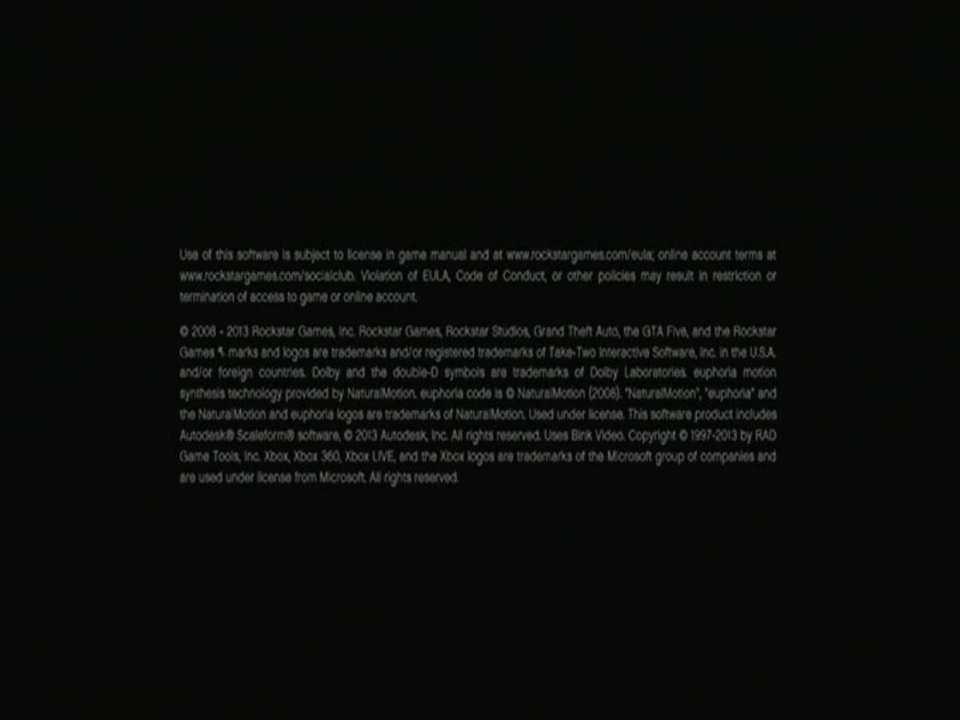 Use of this software is subject to license in game manual and at www.rockstargames.com/eula; online account terms at
www.rockstargames.com/socialclub. Violation of EULA, Code of Conduct, or other policies may result in restriction or
termination of access to game or online account.
© 2008 - 2013 Rockstar Games, Inc. Rockstar Games, Rockstar Studios, Grand Theft Auto, the GTA Five, and the Rockstar
Games marks and logos are trademarks and/or registered trademarks of Take-Two Interactive Software, Inc. in the U.S.A.
and/or foreign countries. Dolby and the double-D symbols are trademarks of Dolby Laboratories. euphoria motion
synthesis technology provided by NaturalMotion. euphoria code is © NaturalMotion (2008). "NaturalMotion", "euphoria" and
the NaturalMotion and euphoria logos are trademarks of NaturalMotion. Used under license. This software product includes
Autodesk® Scaleform® software, © 2013 Autodesk, Inc. All rights reserved. Uses Bink Video. Copyright © 1997-2013 by RAD
Game Tools, Inc. Xbox, Xbox 360, Xbox LIVE, and the Xbox logos are trademarks of the Microsoft group of companies and
are used under license from Microsoft. All rights reserved.